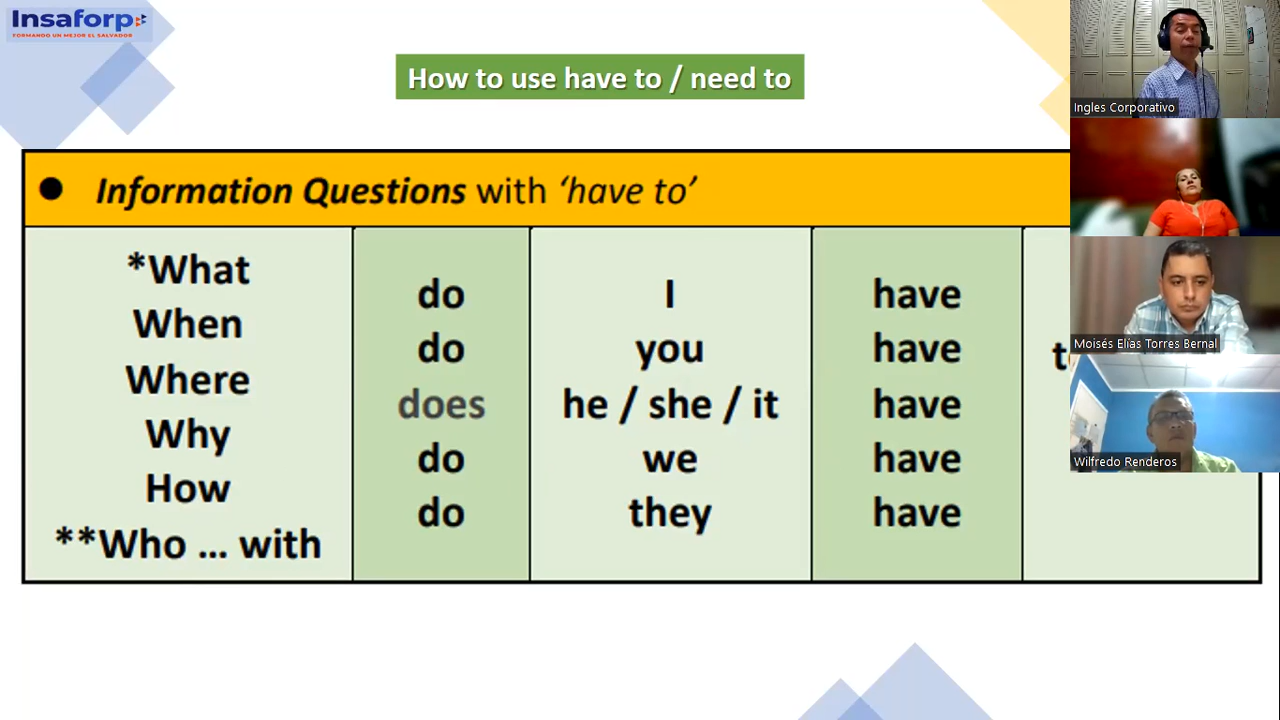 Insaforp
FORMANDO UN MEJOR EL SALVADOR
How to use have to / need to
● Information Questions with ‘have to’
*What
When
Where
Why
How
**Who ... with
do
do
does
do
do
I
you
he / she / it
we
they
have
have
have
have
have
Ingles Corporativo
Moisés Elías Torres Bernal
Wilfredo Renderos